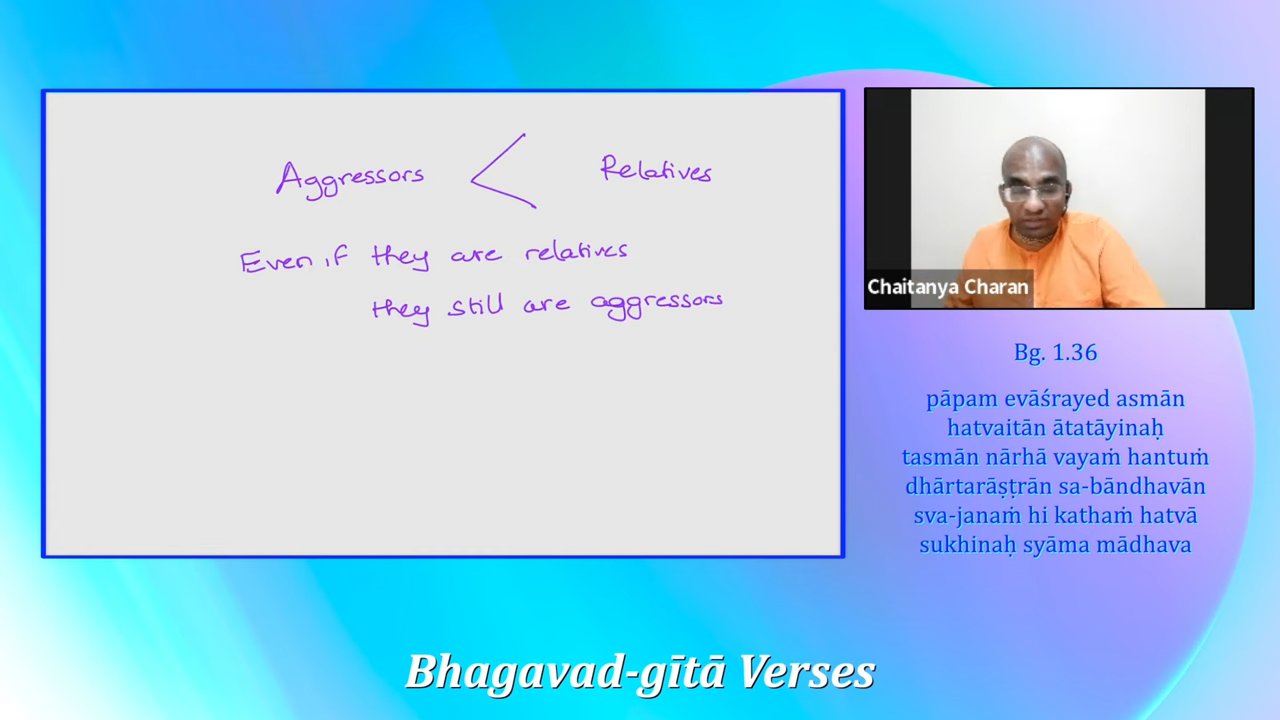 Aggressors < Relatives
Even if they are relatives
they still are aggressors
Chaitanya Charan
Bg. 1.36
pāpam evāśrayed asmān
hatvaitān ātatāyinaḥ
tasmān nārhā vayaṁ hantuṁ
dhārtarāṣṭrān sa-bāndhavān
sva-janaṁ hi kathaṁ hatvā
sukhinaḥ syāma mādhava
Bhagavad-gītā Verses